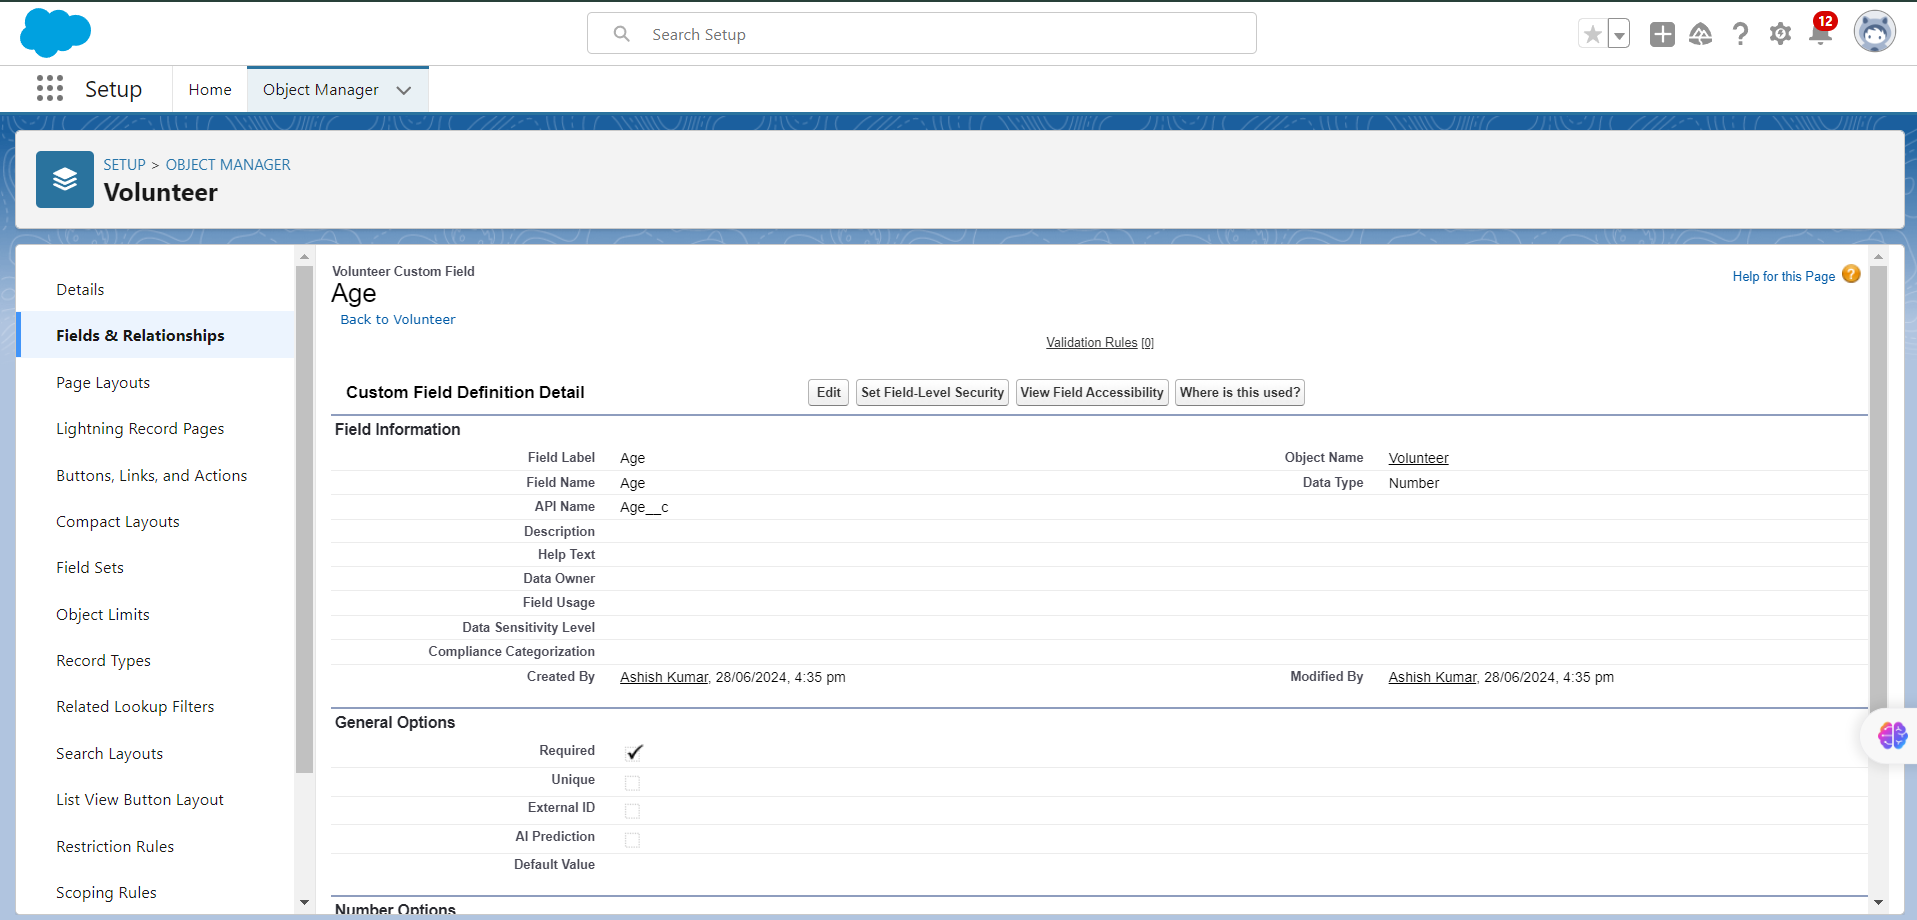 Search Setup
12
Setup
Home
Object Manager
SETUP > OBJECT MANAGER
Volunteer
Details
Fields & Relationships
Page Layouts
Lightning Record Pages
Buttons, Links, and Actions
Compact Layouts
Field Sets
Object Limits
Record Types
Related Lookup Filters
Search Layouts
List View Button Layout
Restriction Rules
Scoping Rules
Volunteer Custom Field
Age
Back to Volunteer
Help for this Page ?
Validation Rules [0]
Custom Field Definition Detail
Edit
Set Field-Level Security
View Field Accessibility
Where is this used?
Field Information
Field Label Age
Object Name Volunteer
Field Name Age
Data Type Number
API Name Age__c
Description
Help Text
Data Owner
Field Usage
Data Sensitivity Level
Compliance Categorization
Created By Ashish Kumar, 28/06/2024, 4:35 pm
Modified By Ashish Kumar, 28/06/2024, 4:35 pm
General Options
Required
Unique
External ID
AI Prediction
Default Value
Number Options